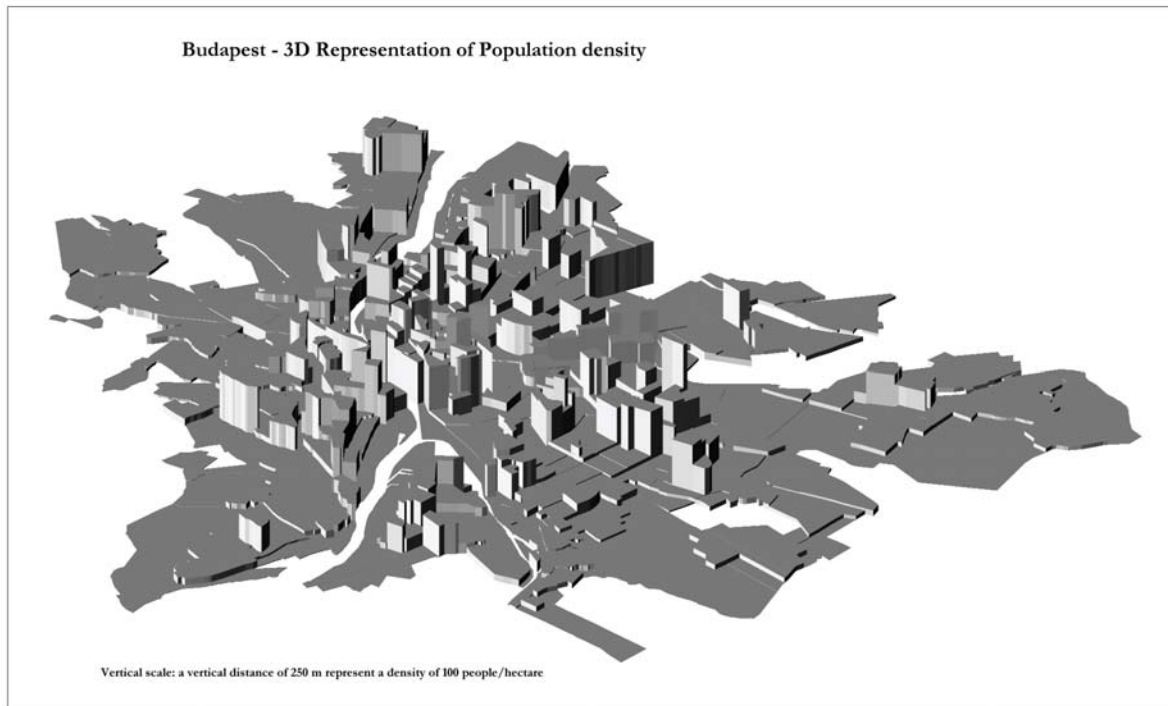 Budapest - 3D Representation of Population density
Vertical scale: a vertical distance of 250 m represent a density of 100 people/hectare